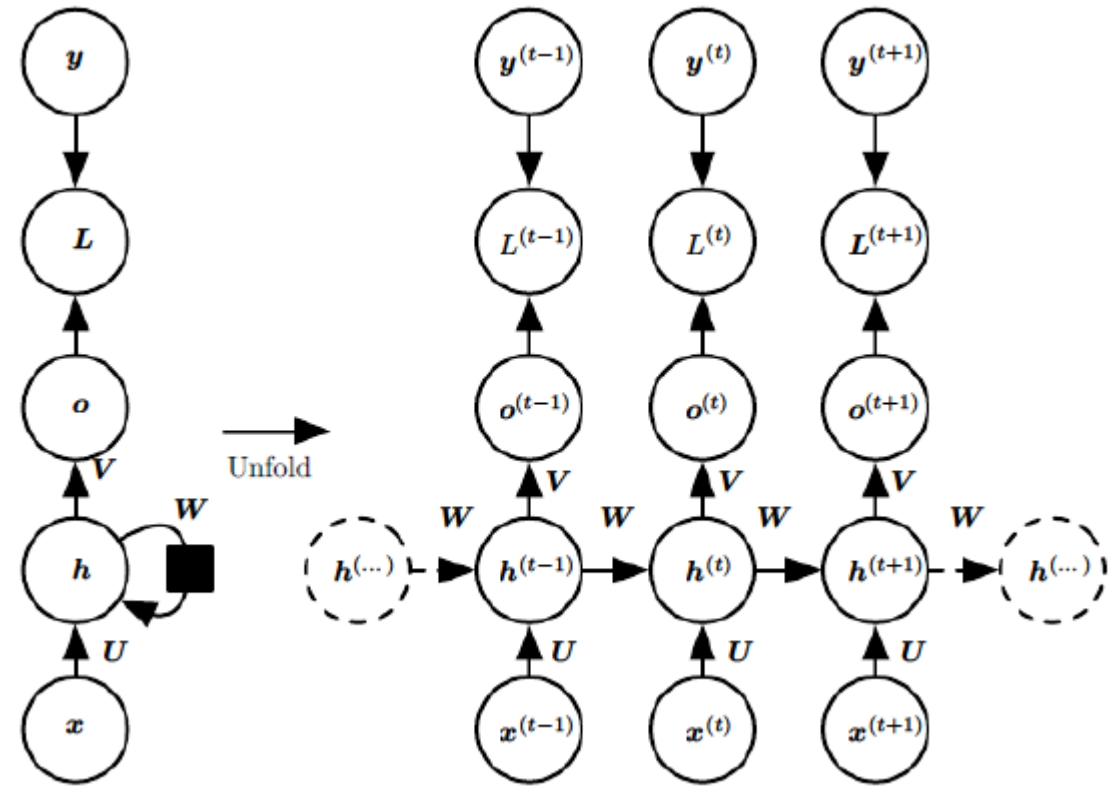 y y^(t−1) y^(t) y^(t+1)
L L^(t−1) L^(t) L^(t+1)
o o^(t−1) o^(t) o^(t+1)
Unfold
V V V V
W W W W W
h h^(...) h^(t−1) h^(t) h^(t+1) h^(...)
U U U U
x x^(t−1) x^(t) x^(t+1)